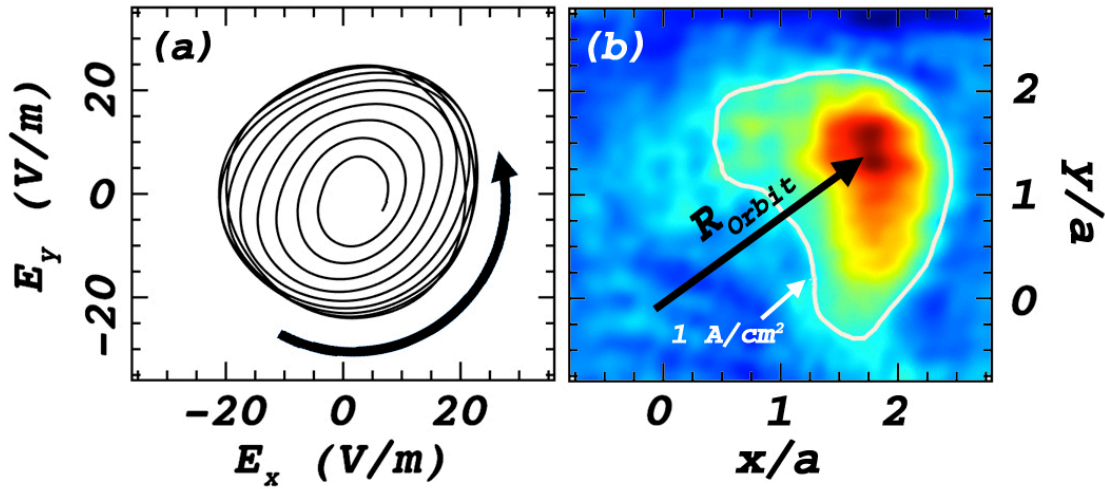 (a)
20
0
-20
E_y (V/m)
-20 0 20
E_x (V/m)
(b)
R_Orbit
1 A/cm²
2
1
0
Y/a
0 1 2
x/a